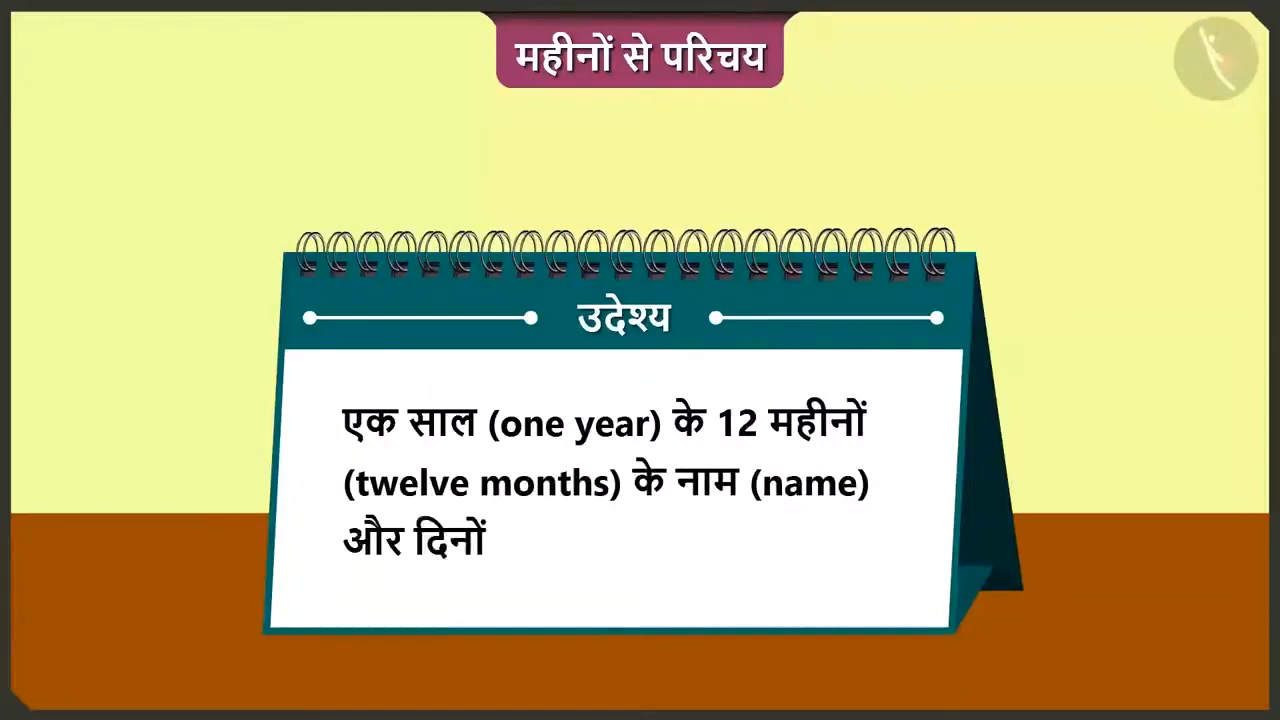 महीनों से परिचय
उदेश्य
एक साल (one year) के 12 महीनों
(twelve months) के नाम (name)
और दिनों